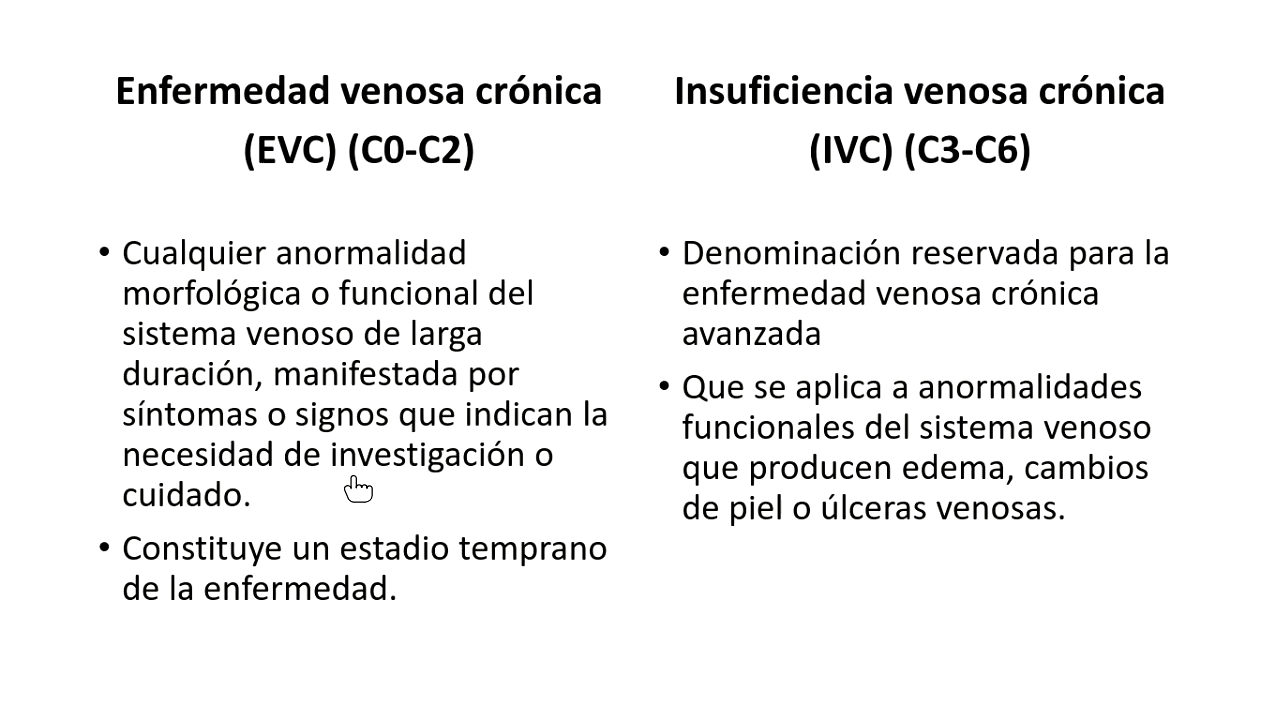 Enfermedad venosa crónica
(EVC) (C0-C2)
• Cualquier anormalidad
morfológica o funcional del
sistema venoso de larga
duración, manifestada por
síntomas o signos que indican la
necesidad de investigación o
cuidado.
• Constituye un estadio temprano
de la enfermedad.
Insuficiencia venosa crónica
(IVC) (C3-C6)
• Denominación reservada para la
enfermedad venosa crónica
avanzada
• Que se aplica a anormalidades
funcionales del sistema venoso
que producen edema, cambios
de piel o úlceras venosas.